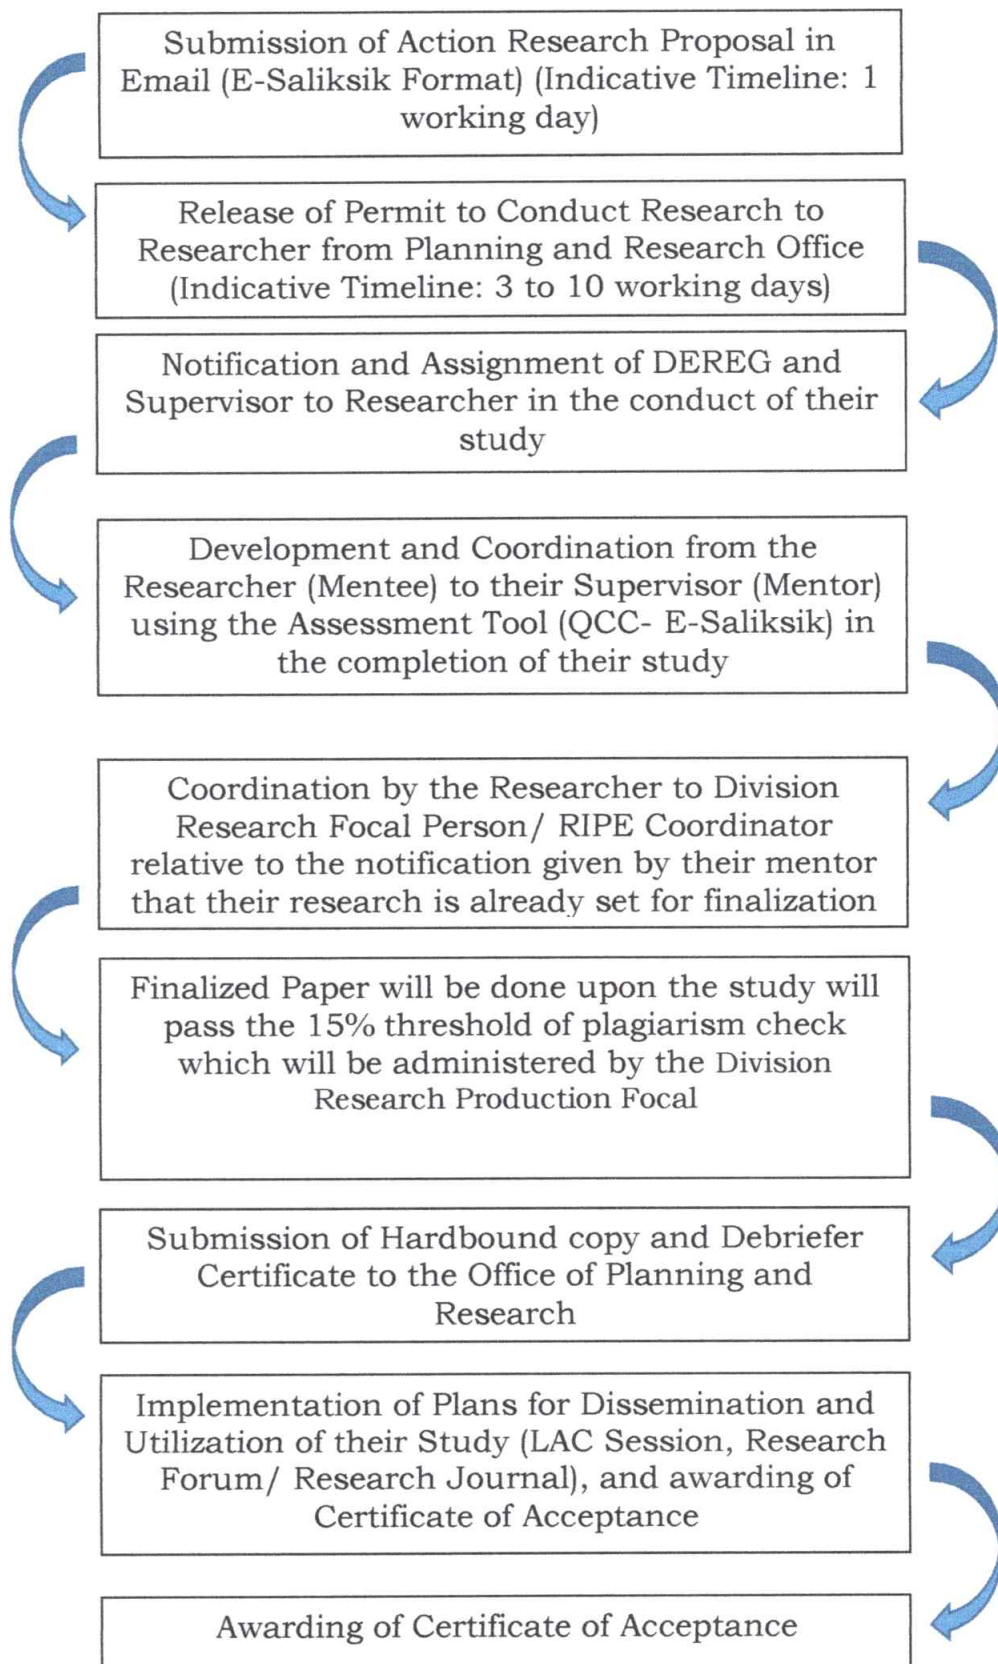 Submission of Action Research Proposal in
Email (E-Saliksik Format) (Indicative Timeline: 1
working day)
Release of Permit to Conduct Research to
Researcher from Planning and Research Office
(Indicative Timeline: 3 to 10 working days)
Notification and Assignment of DEREG and
Supervisor to Researcher in the conduct of their
study
Development and Coordination from the
Researcher (Mentee) to their Supervisor (Mentor)
using the Assessment Tool (QCC- E-Saliksik) in
the completion of their study
Coordination by the Researcher to Division
Research Focal Person/ RIPE Coordinator
relative to the notification given by their mentor
that their research is already set for finalization
Finalized Paper will be done upon the study will
pass the 15% threshold of plagiarism check
which will be administered by the Division
Research Production Focal
Submission of Hardbound copy and Debriefer
Certificate to the Office of Planning and
Research
Implementation of Plans for Dissemination and
Utilization of their Study (LAC Session, Research
Forum/ Research Journal), and awarding of
Certificate of Acceptance
Awarding of Certificate of Acceptance